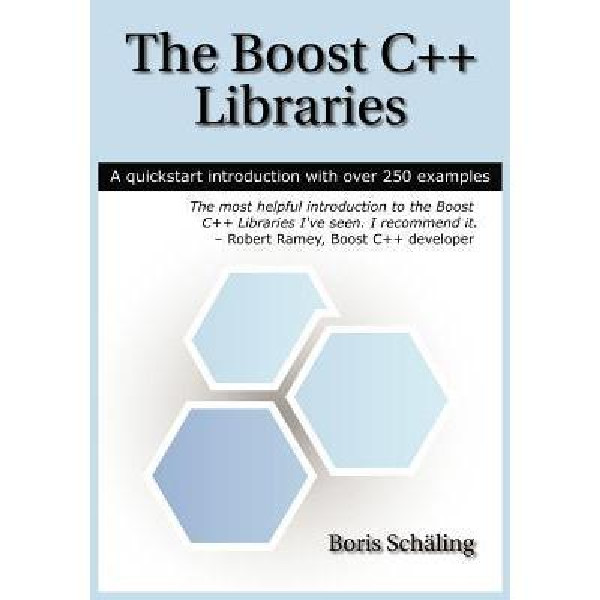 The Boost C++
Libraries
A quickstart introduction with over 250 examples
The most helpful introduction to the Boost
C++ Libraries I've seen. I recommend it.
– Robert Ramey, Boost C++ developer
Boris Schäling